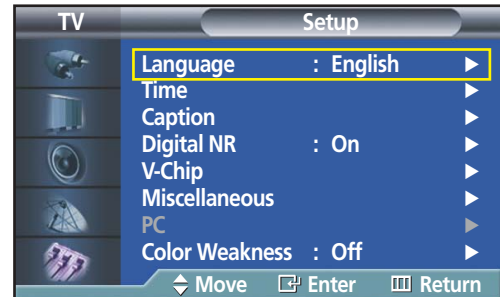 TV Setup
Language : English
Time
Caption
Digital NR : On
V-Chip
Miscellaneous
PC
Color Weakness : Off
Move Enter Return